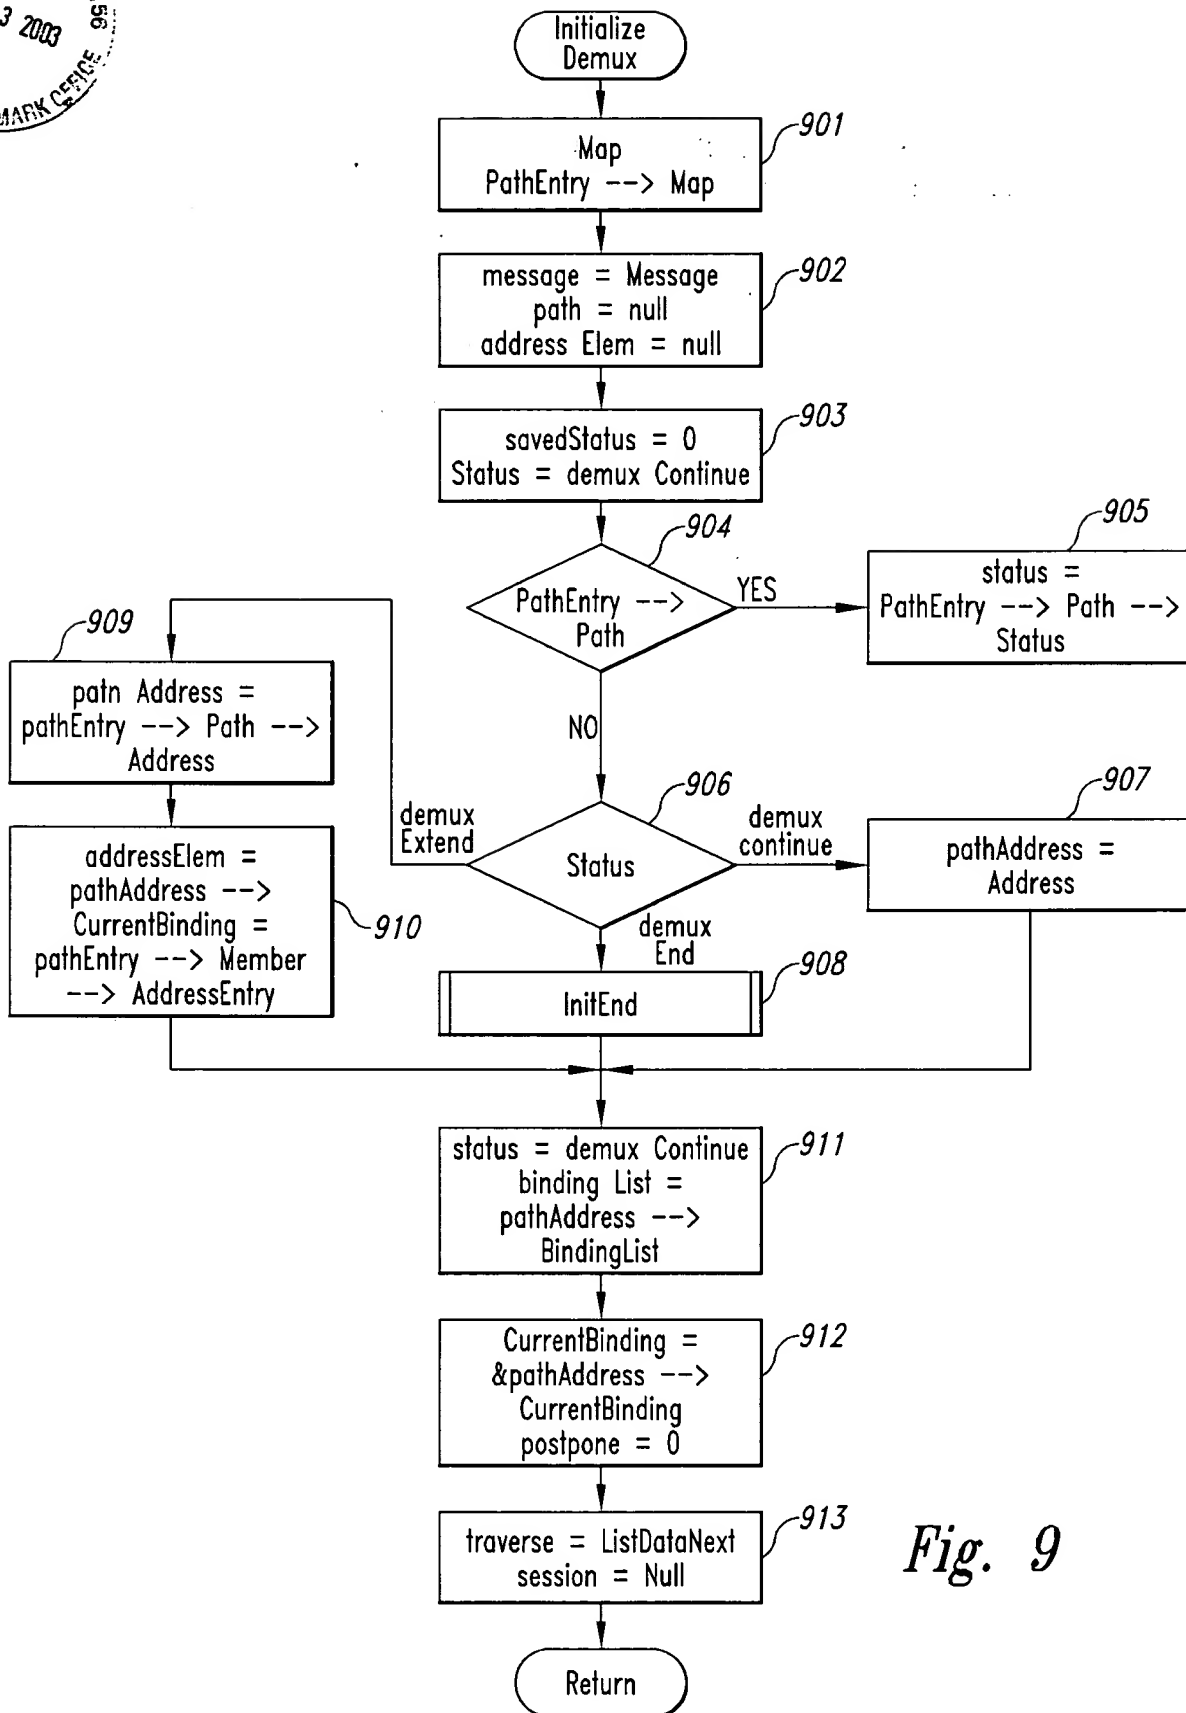 3 2003
56
MARK OFFICE
Initialize
Demux
901
Map
PathEntry --> Map
902
message = Message
path = null
address Elem = null
903
savedStatus = 0
Status = demux Continue
904
PathEntry -->
Path
YES
905
status =
PathEntry --> Path -->
Status
NO
909
patn Address =
pathEntry --> Path -->
Address
906
Status
demux
Extend
demux
continue
demux
End
907
pathAddress =
Address
910
addressElem =
pathAddress -->
CurrentBinding =
pathEntry --> Member
--> AddressEntry
908
InitEnd
911
status = demux Continue
binding List =
pathAddress -->
BindingList
912
CurrentBinding =
&pathAddress -->
CurrentBinding
postpone = 0
913
traverse = ListDataNext
session = Null
Return
Fig. 9